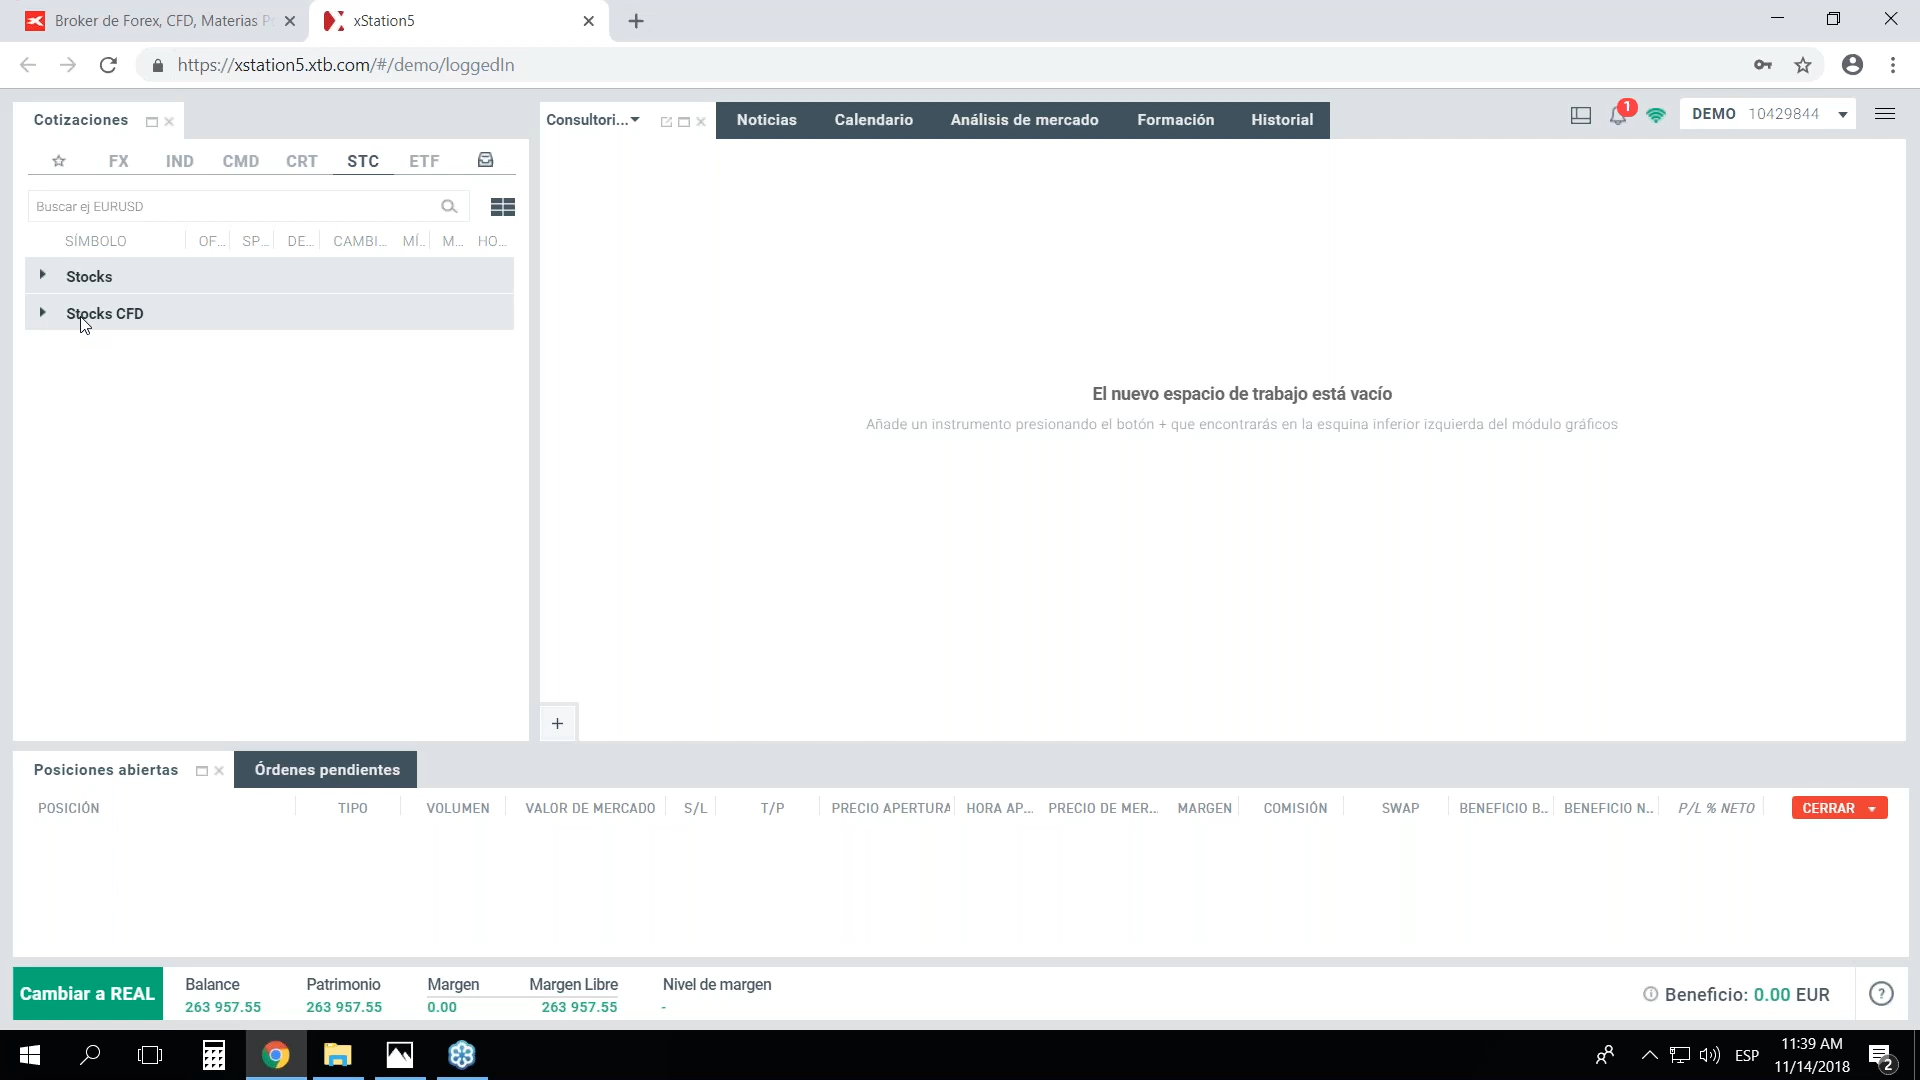 Broker de Forex, CFD, Materias Pr
xStation5
https://xstation5.xtb.com/#/demo/loggedIn
Cotizaciones
Consultori...
Noticias
Calendario
Análisis de mercado
Formación
Historial
1
DEMO 10429844
FX
IND
CMD
CRT
STC
ETF
Buscar ej EURUSD
SÍMBOLO
OF...
SP...
DE...
CAMBI...
MÍ...
M...
HO...
Stocks
Stocks CFD
El nuevo espacio de trabajo está vacío
Añade un instrumento presionando el botón + que encontrarás en la esquina inferior izquierda del módulo gráficos
+
Posiciones abiertas
Órdenes pendientes
POSICIÓN
TIPO
VOLUMEN
VALOR DE MERCADO
S/L
T/P
PRECIO APERTURA
HORA AP...
PRECIO DE MER...
MARGEN
COMISIÓN
SWAP
BENEFICIO B...
BENEFICIO N...
P/L % NETO
CERRAR
Cambiar a REAL
Balance
263 957.55
Patrimonio
263 957.55
Margen
0.00
Margen Libre
263 957.55
Nivel de margen
-
Beneficio: 0.00 EUR
?
ESP
11:39 AM
11/14/2018
2